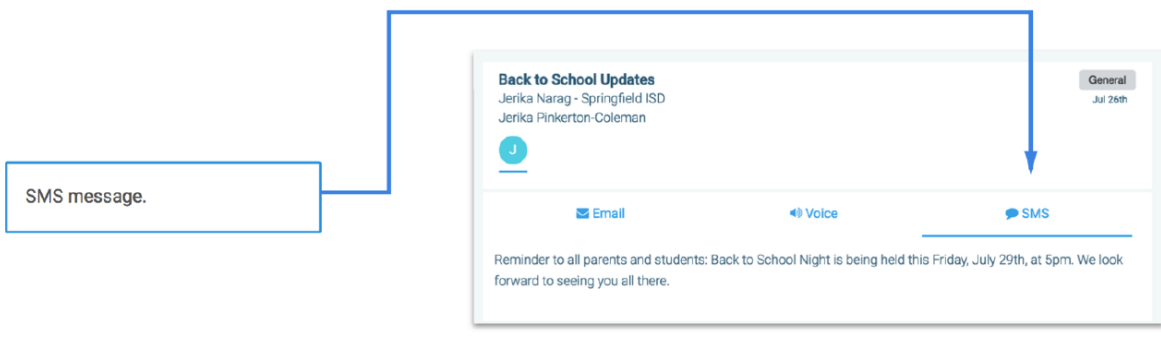 SMS message.
Back to School Updates
General
Jerika Narag - Springfield ISD
Jul 26th
Jerika Pinkerton-Coleman
J
Email
Voice
SMS
Reminder to all parents and students: Back to School Night is being held this Friday, July 29th, at 5pm. We look
forward to seeing you all there.